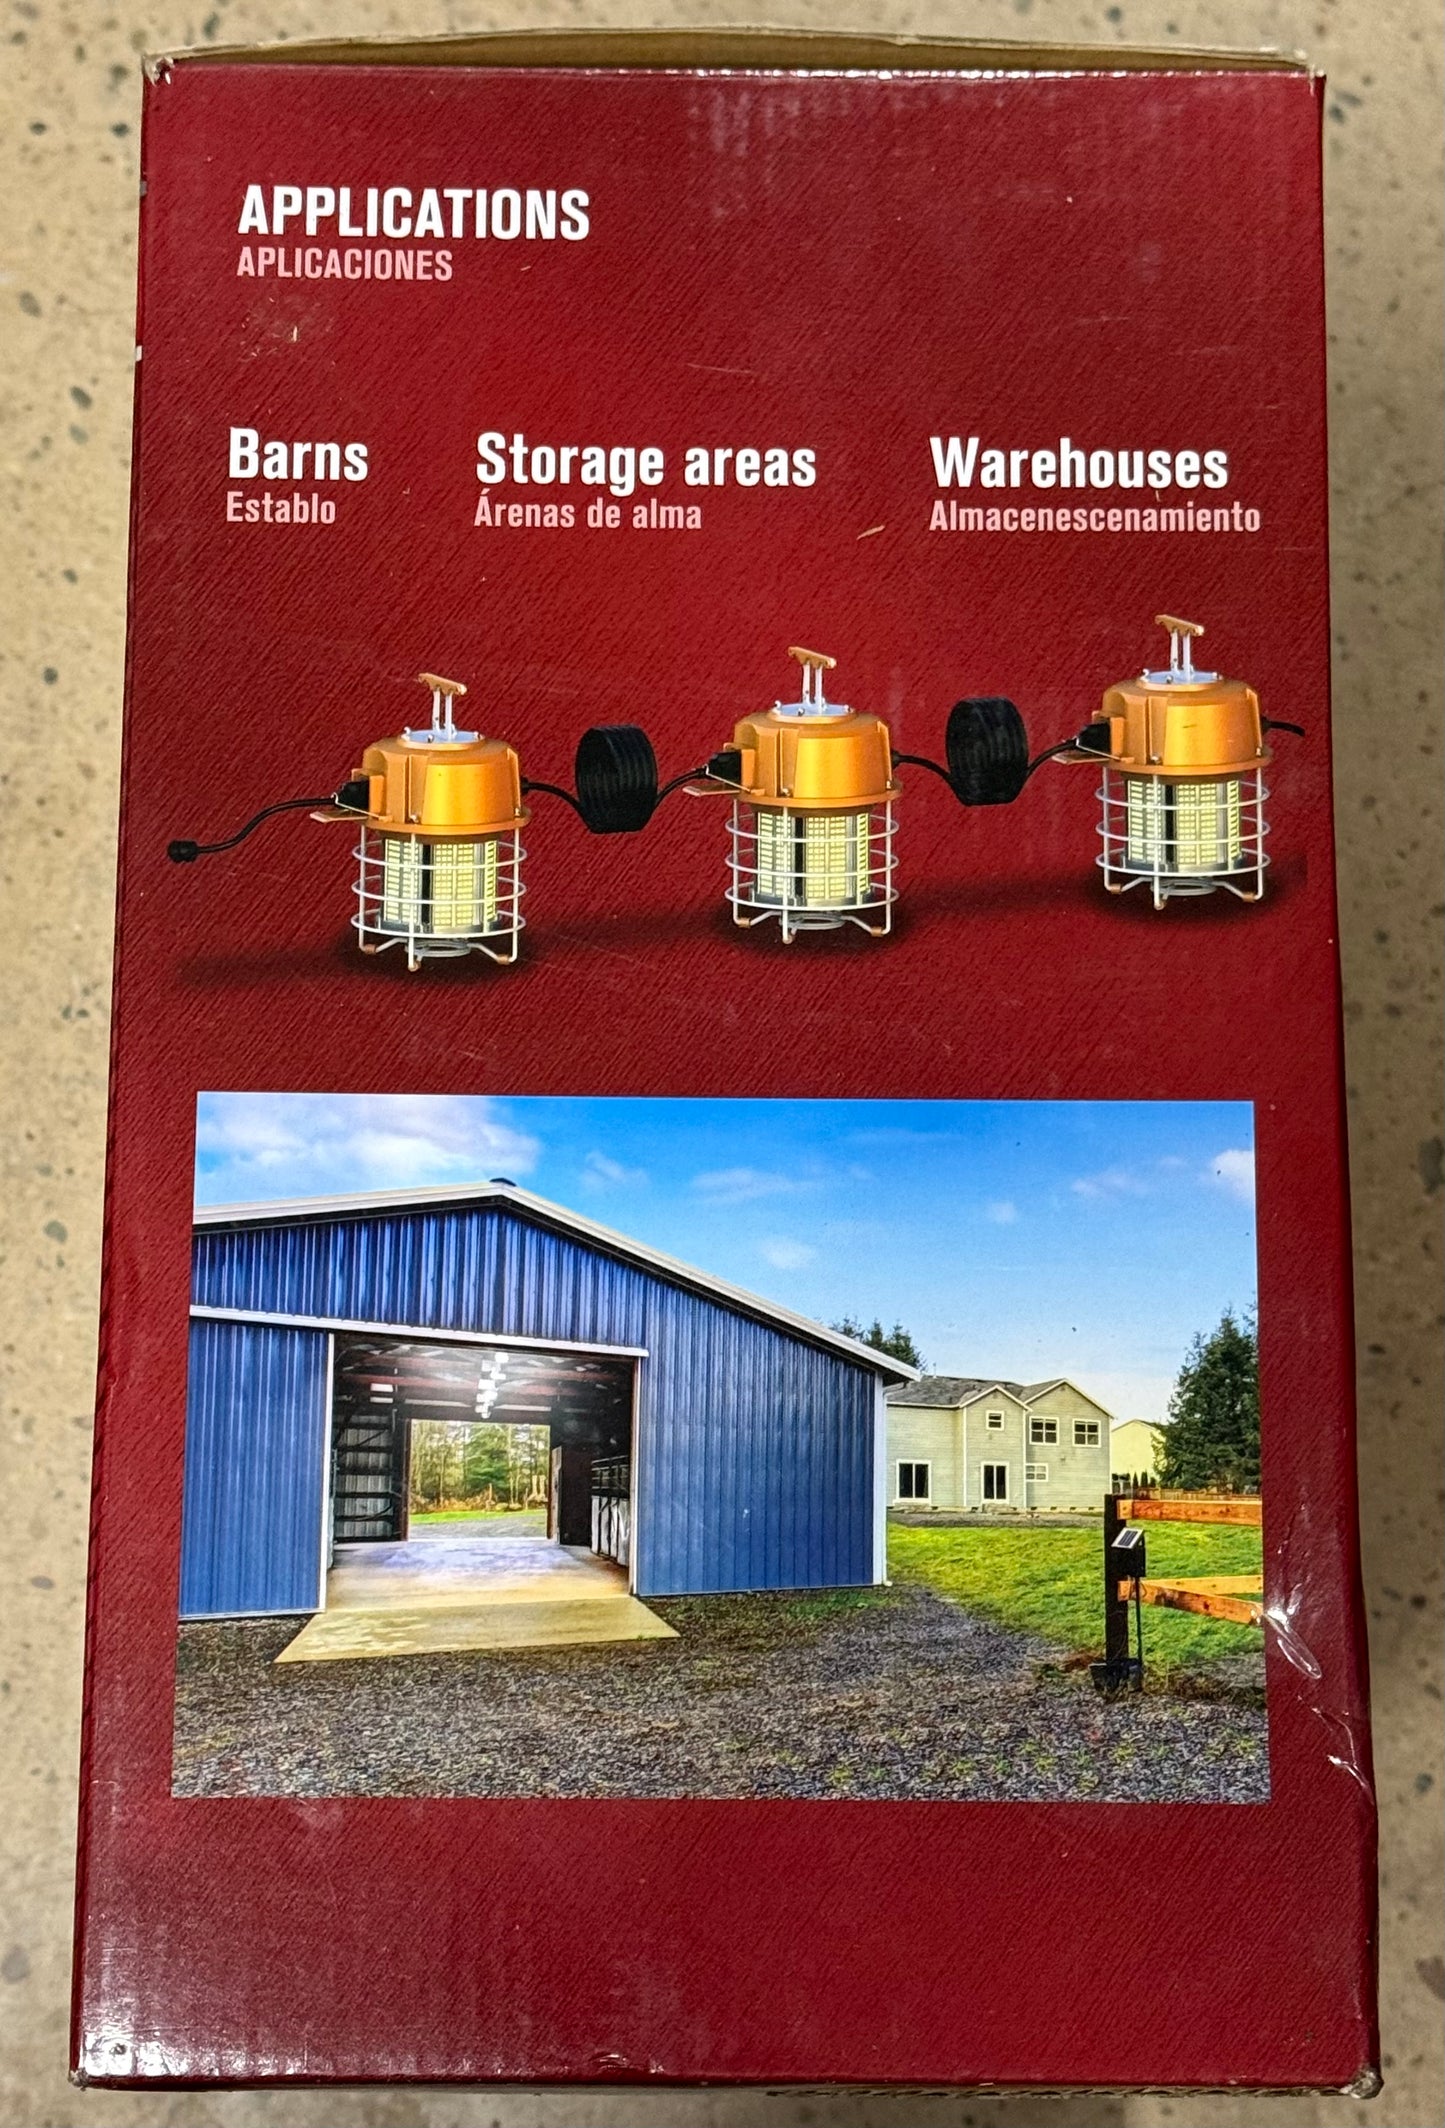 APPLICATIONS
APLICACIONES
Barns
Establo
Storage areas
Árenas de alma
Warehouses
Almacenescenamiento